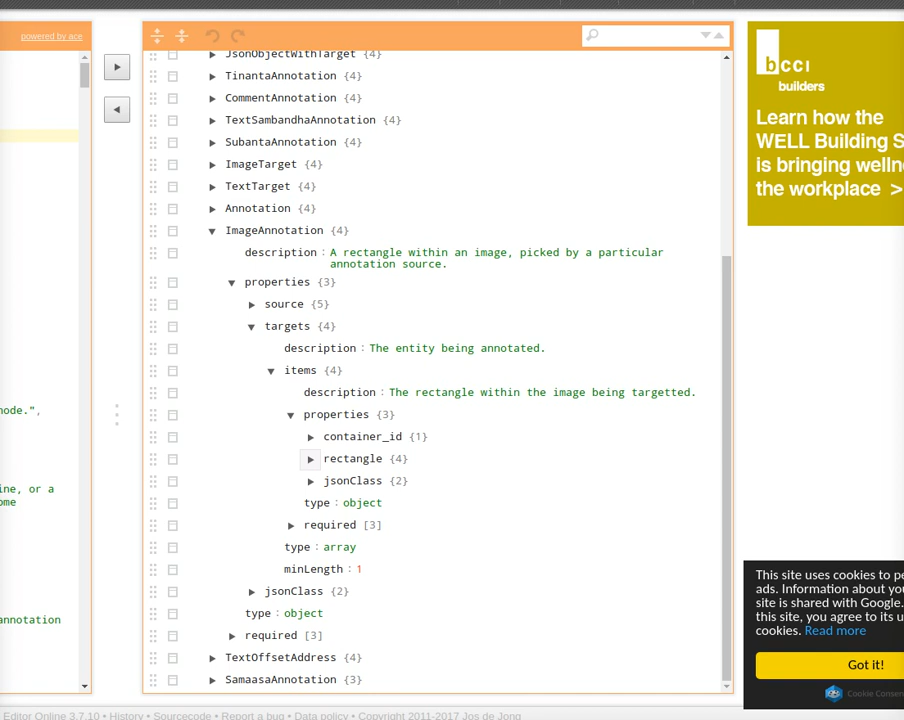 powered by ace
JsonObjectWithTarget {4}
TinantaAnnotation {4}
CommentAnnotation {4}
TextSambandhaAnnotation {4}
SubantaAnnotation {4}
ImageTarget {4}
TextTarget {4}
Annotation {4}
ImageAnnotation {4}
description : A rectangle within an image, picked by a particular
annotation source.
properties {3}
source {5}
targets {4}
description : The entity being annotated.
items {4}
description : The rectangle within the image being targetted.
properties {3}
container_id {1}
rectangle {4}
jsonClass {2}
type : object
required [3]
type : array
minLength : 1
jsonClass {2}
type : object
required [3]
TextOffsetAddress {4}
SamaasaAnnotation {3}
node.",
ine, or a
ome
annotation
bcci
builders
Learn how the
WELL Building S
is bringing welln
the workplace >
This site uses cookies to pe
ads. Information about you
site is shared with Google.
this site, you agree to its u
cookies. Read more
Got it!
Cookie Consen
Editor Online 3.7.10 • History • Sourcecode • Report a bug • Data policy • Copyright 2011-2017 Jos de Jong